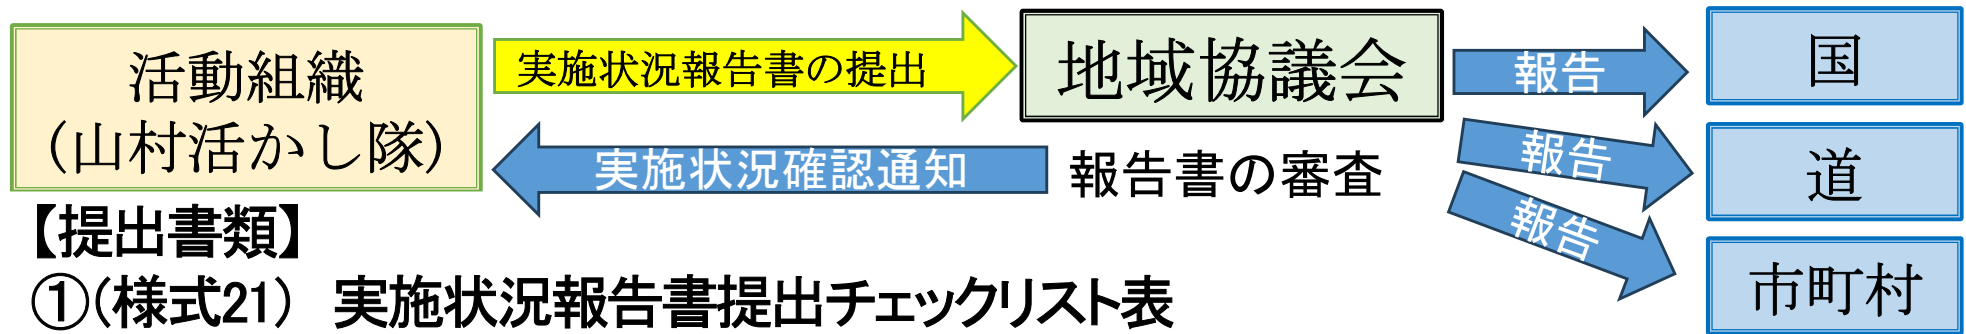 活動組織
（山村活かし隊）
実施状況報告書の提出
実施状況確認通知
地域協議会
報告書の審査
報告
報告
報告
国
道
市町村
【提出書類】
①(様式21)　実施状況報告書提出チェックリスト表